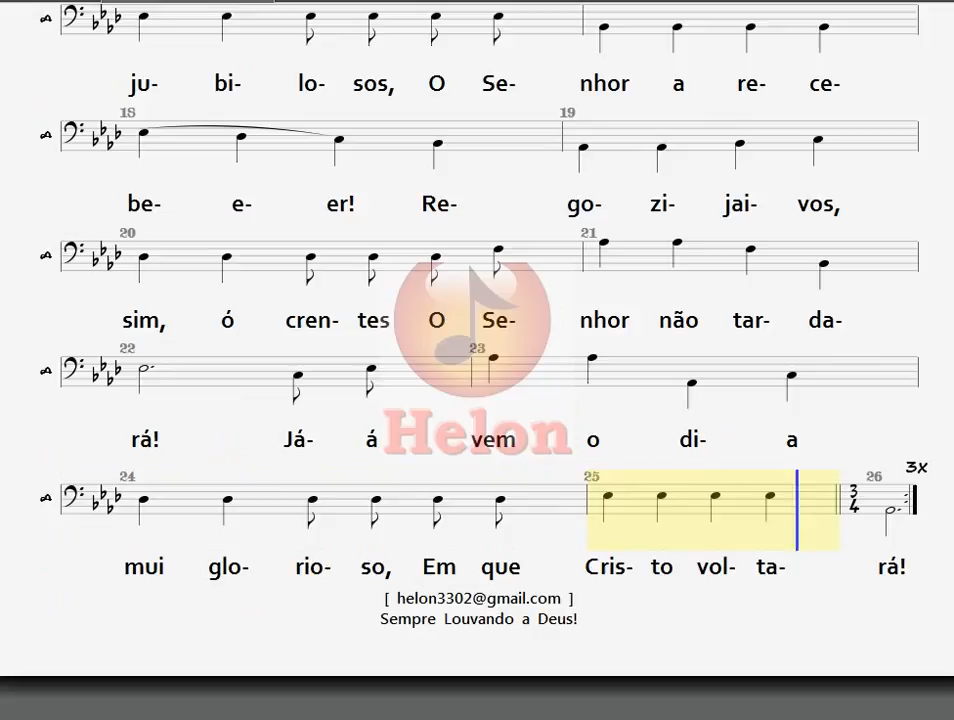 ju- bi- lo- sos, O Se- nhor a re- ce-
18 19
be- e- er! Re- go- zi- jai- vos,
20 21
sim, ó cren- tes O Se- nhor não tar- da-
22 23
rá! Já- á vem o di- a
Helon
24 25 26 3x
3 4
mui glo- rio- so, Em que Cris- to vol- ta- rá!
[ helon3302@gmail.com ]
Sempre Louvando a Deus!